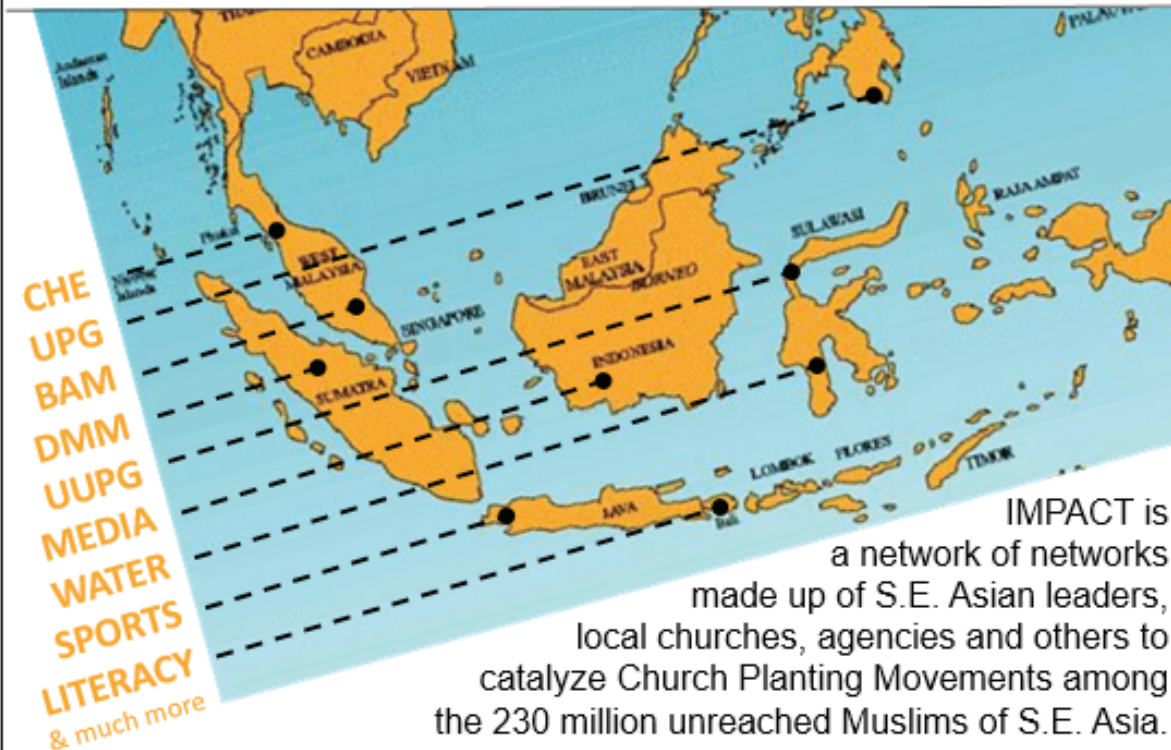 THAI
CAMBODIA
VIETNAM
PALAU
Andaman
Islands
Phuket
Nicobar
Islands
WEST
MALAYSIA
SINGAPORE
SUMATRA
BRUNEI
EAST
MALAYSIA
BORNEO
INDONESIA
SULAWASI
RAJA AMPAT
JAVA
Bali
LOMBOK
FLORES
TIMOR
CHE
UPG
BAM
DMM
UUPG
MEDIA
WATER
SPORTS
LITERACY
& much more
IMPACT is
a network of networks
made up of S.E. Asian leaders,
local churches, agencies and others to
catalyze Church Planting Movements among
the 230 million unreached Muslims of S.E. Asia.